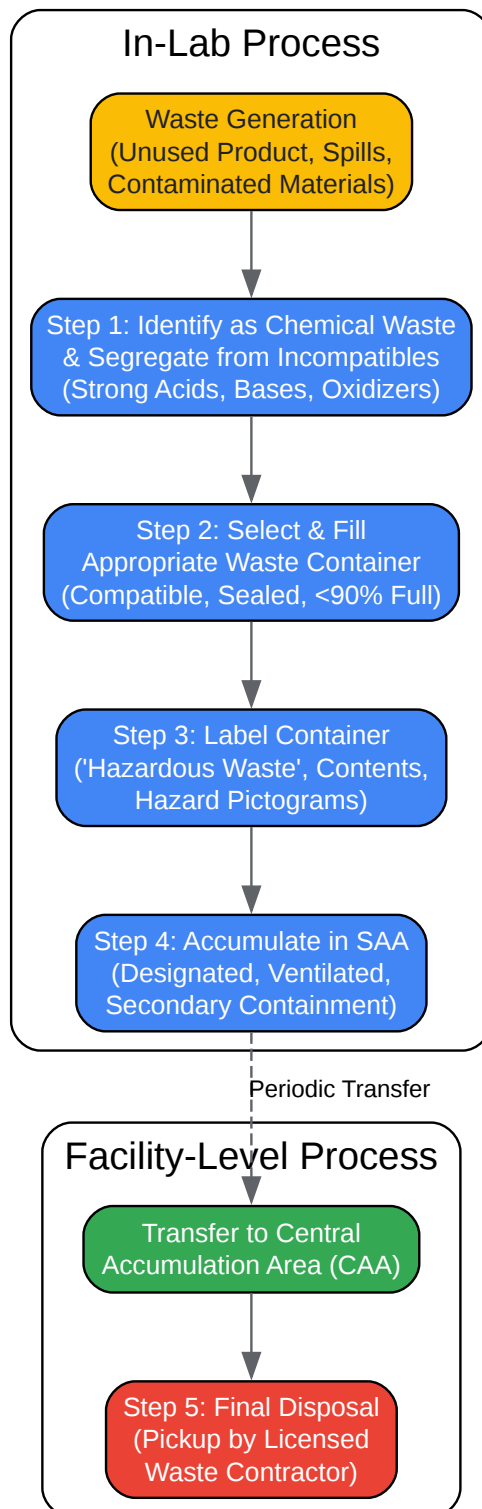 In-Lab Process
Waste Generation
(Unused Product, Spills,
Contaminated Materials)
Step 1: Identify as Chemical Waste
& Segregate from Incompatibles
(Strong Acids, Bases, Oxidizers)
Step 2: Select & Fill
Appropriate Waste Container
(Compatible, Sealed, <90% Full)
Step 3: Label Container
('Hazardous Waste', Contents,
Hazard Pictograms)
Step 4: Accumulate in SAA
(Designated, Ventilated,
Secondary Containment)
Periodic Transfer
Facility-Level Process
Transfer to Central
Accumulation Area (CAA)
Step 5: Final Disposal
(Pickup by Licensed
Waste Contractor)